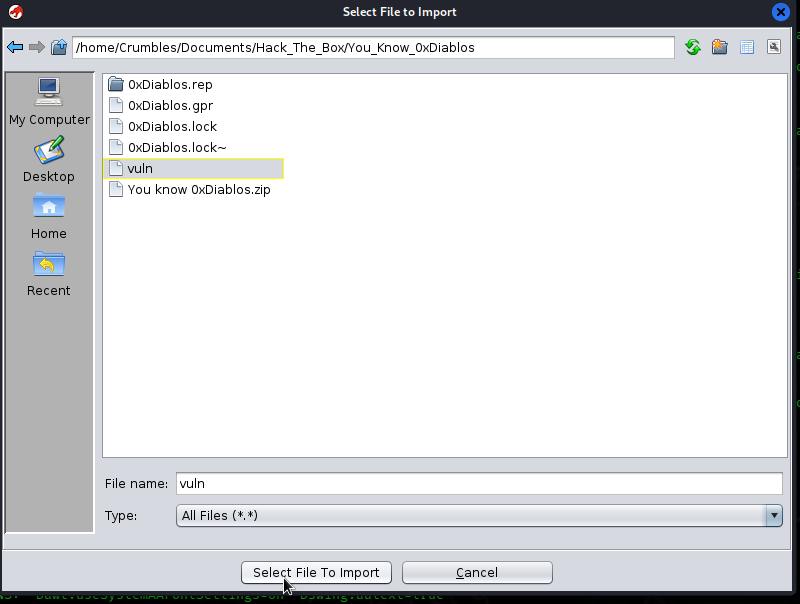 Select File to Import
/home/Crumbles/Documents/Hack_The_Box/You_Know_0xDiablos
My Computer
Desktop
Home
Recent
0xDiablos.rep
0xDiablos.gpr
0xDiablos.lock
0xDiablos.lock~
vuln
You know 0xDiablos.zip
File name: vuln
Type: All Files (*.*)
Select File To Import Cancel